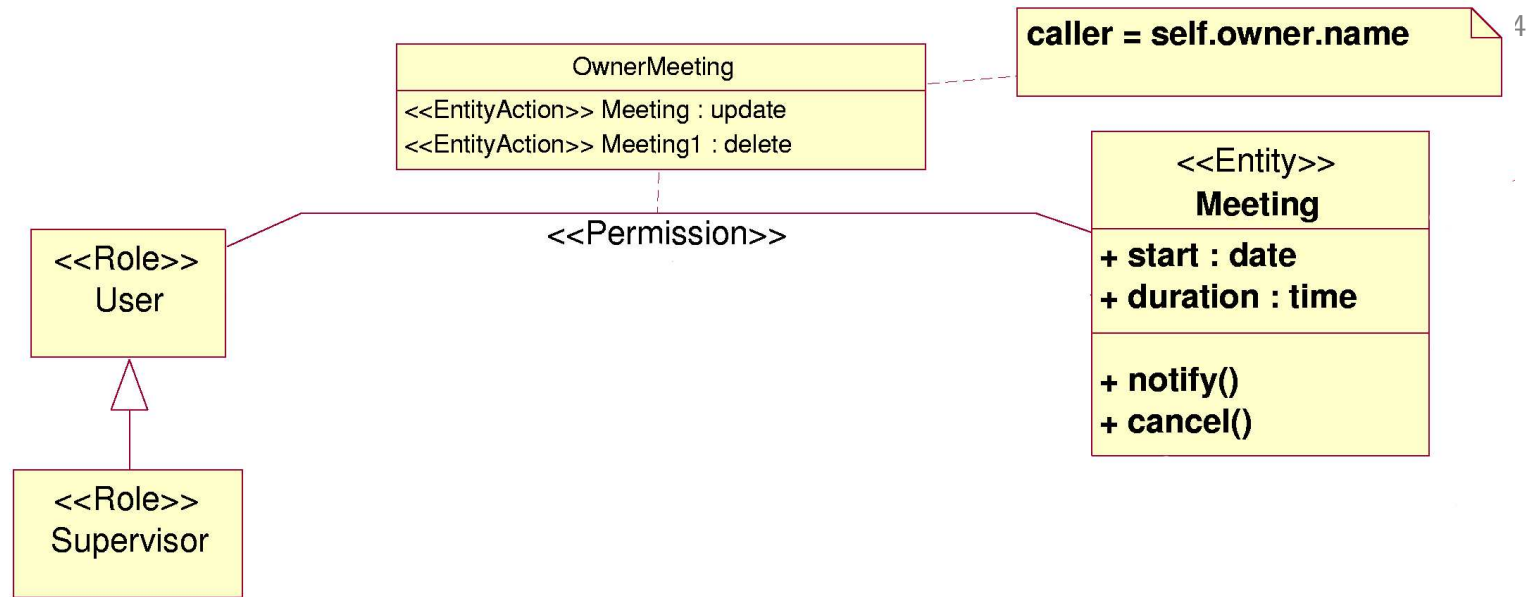 caller = self.owner.name
4
OwnerMeeting
<<EntityAction>> Meeting : update
<<EntityAction>> Meeting1 : delete
<<Entity>>
Meeting
+ start : date
+ duration : time
+ notify()
+ cancel()
<<Permission>>
<<Role>>
User
<<Role>>
Supervisor